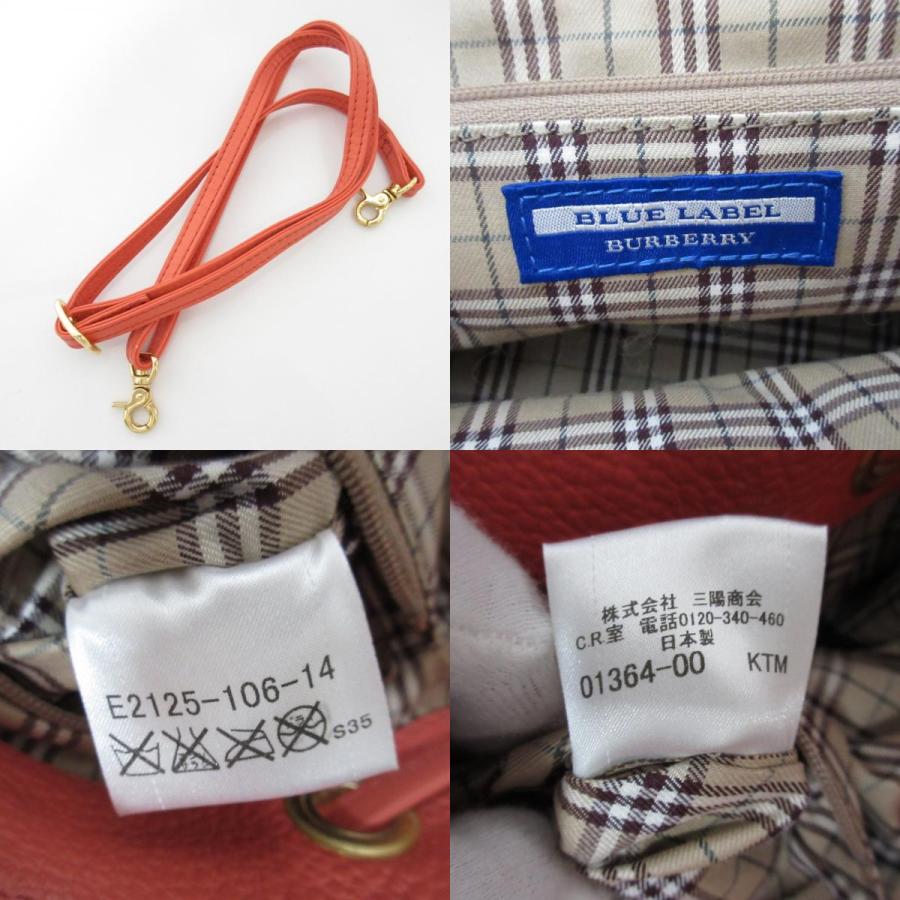 BLUE LABEL
BURBERRY
E2125-106-14
S35
株式会社 三陽商会
C.R.室 電話0120-340-460
日本製
01364-00 KTM